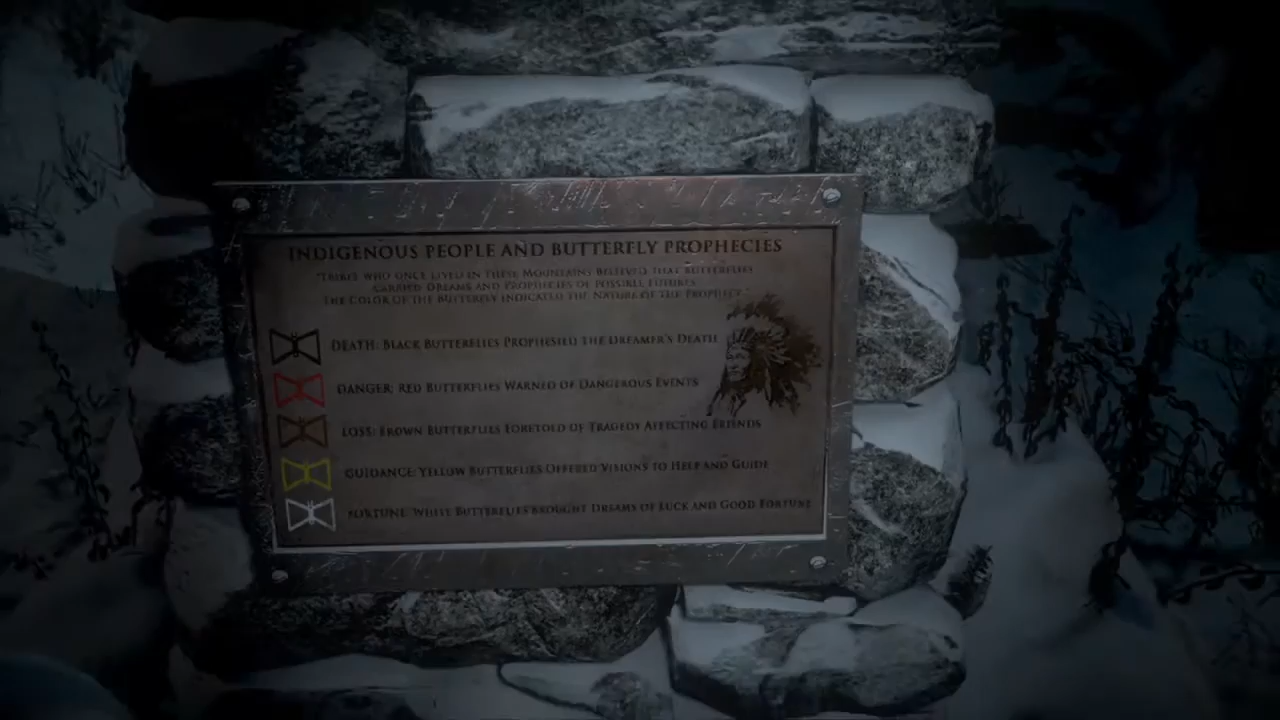 INDIGENOUS PEOPLE AND BUTTERFLY PROPHECIES
"TRIBES WHO ONCE LIVED IN THESE MOUNTAINS BELIEVED THAT BUTTERFLIES
CARRIED DREAMS AND PROPHECIES OF POSSIBLE FUTURES.
THE COLOR OF THE BUTTERFLY INDICATED THE NATURE OF THE PROPHECY."
DEATH: BLACK BUTTERFLIES PROPHESIED THE DREAMER'S DEATH
DANGER: RED BUTTERFLIES WARNED OF DANGEROUS EVENTS
LOSS: BROWN BUTTERFLIES FORETOLD OF TRAGEDY AFFECTING FRIENDS
GUIDANCE: YELLOW BUTTERFLIES OFFERED VISIONS TO HELP AND GUIDE
FORTUNE: WHITE BUTTERFLIES BROUGHT DREAMS OF LUCK AND GOOD FORTUNE